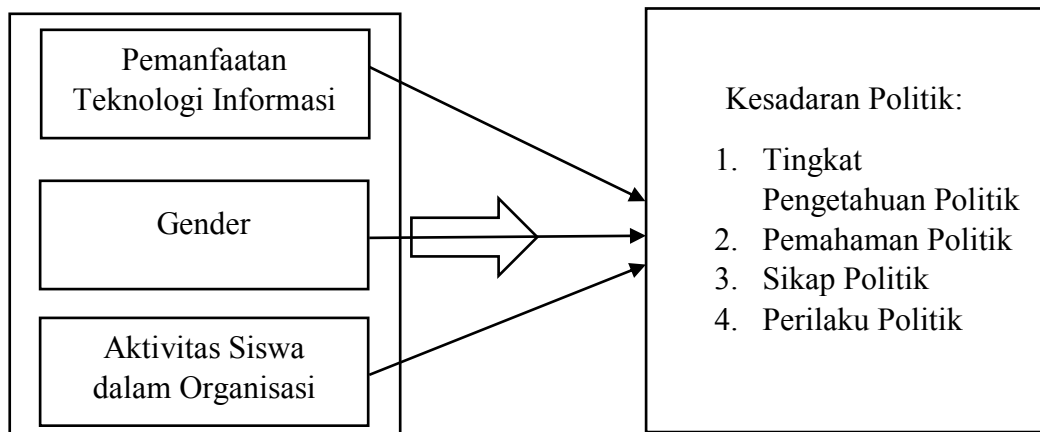 Pemanfaatan
Teknologi Informasi
Gender
Aktivitas Siswa
dalam Organisasi
Kesadaran Politik:
1. Tingkat
Pengetahuan Politik
2. Pemahaman Politik
3. Sikap Politik
4. Perilaku Politik